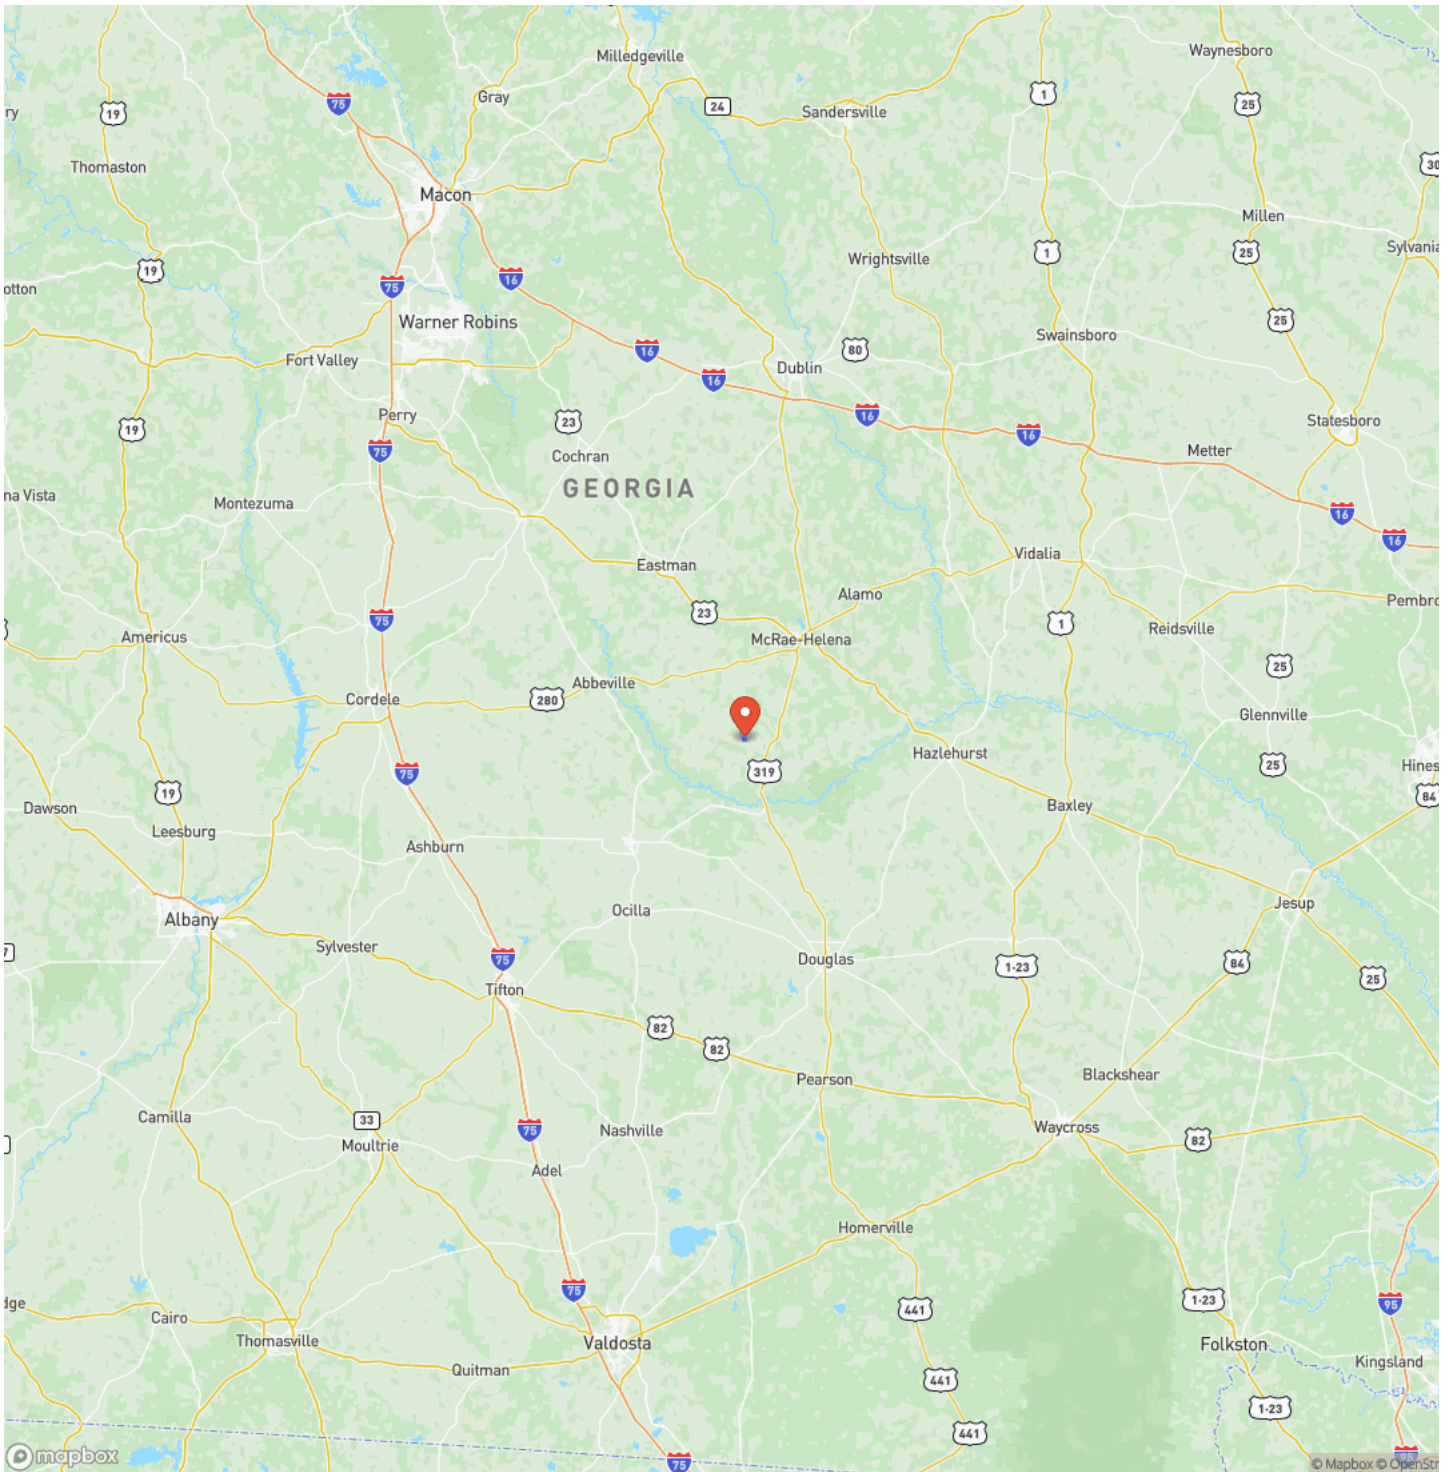 Milledgeville
Waynesboro
Gray
75
24
1
25
19
Sandersville
ry
Thomaston
30
Macon
Millen
Sylvania
19
Wrightsville
1
25
75
16
otton
Warner Robins
25
Swainsboro
Fort Valley
16
80
Dublin
16
Perry
23
16
Statesboro
19
16
75
Metter
Cochran
GEORGIA
na Vista
Montezuma
16
16
Vidalia
Eastman
Alamo
Pembro
23
75
1
Reidsville
Americus
McRae-Helena
25
Abbeville
Cordele
280
Glennville
Hazlehurst
25
Hines
75
319
19
84
Dawson
Baxley
Leesburg
Ashburn
Jesup
Ocilla
Albany
Sylvester
7
75
Douglas
1-23
84
25
Tifton
82
82
Blackshear
Pearson
Camilla
33
75
Nashville
Waycross
82
Moultrie
Adel
Homerville
75
dge
441
1-23
95
Cairo
Thomasville
Valdosta
Folkston
Quitman
Kingsland
441
1-23
441
mapbox
75
95
© Mapbox © OpenStr